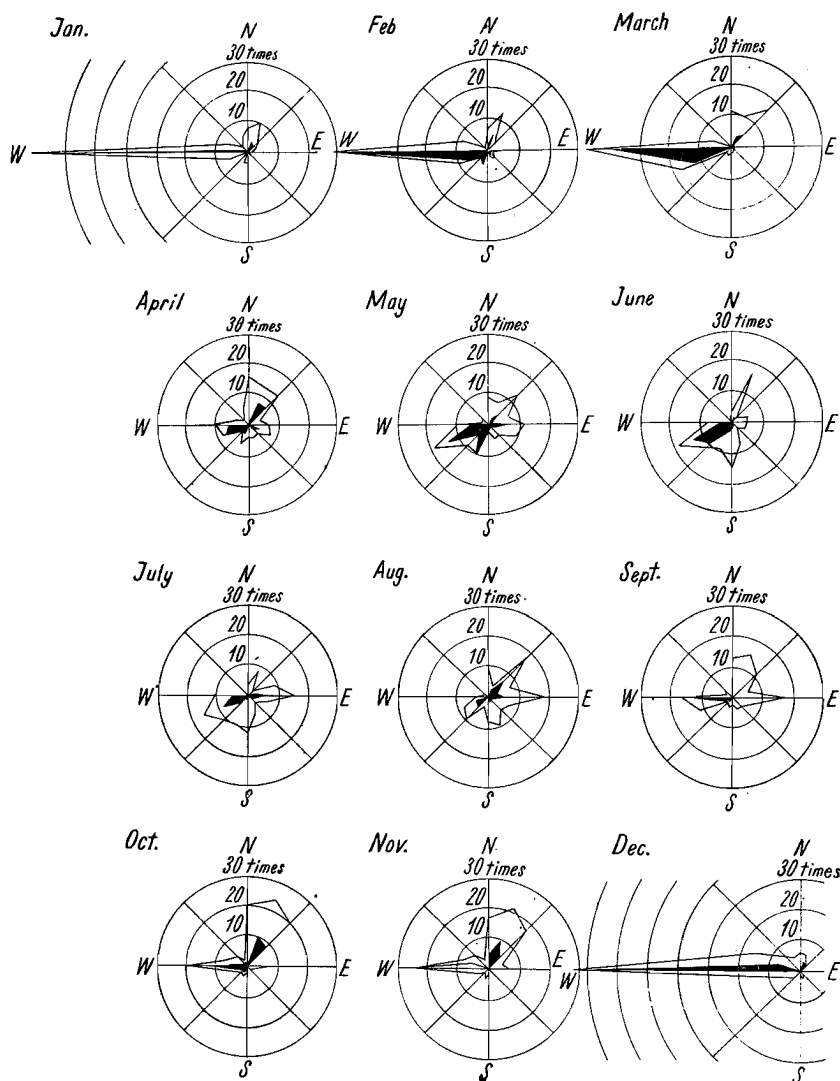 Jan. N Feb N March N
30 times 30 times 30 times
20 20 20
10 10 10
W E W E W E
S S S
April N May N June N
30 times 30 times 30 times
20 20 20
10 10 10
W E W E W E
S S S
July N Aug. N Sept. N
30 times 30 times 30 times
20 20 20
10 10 10
W E W E W E
S S S
Oct. N Nov. N Dec. N
30 times 30 times 30 times
20 20 20
10 10 10
W E W E W E
S S S